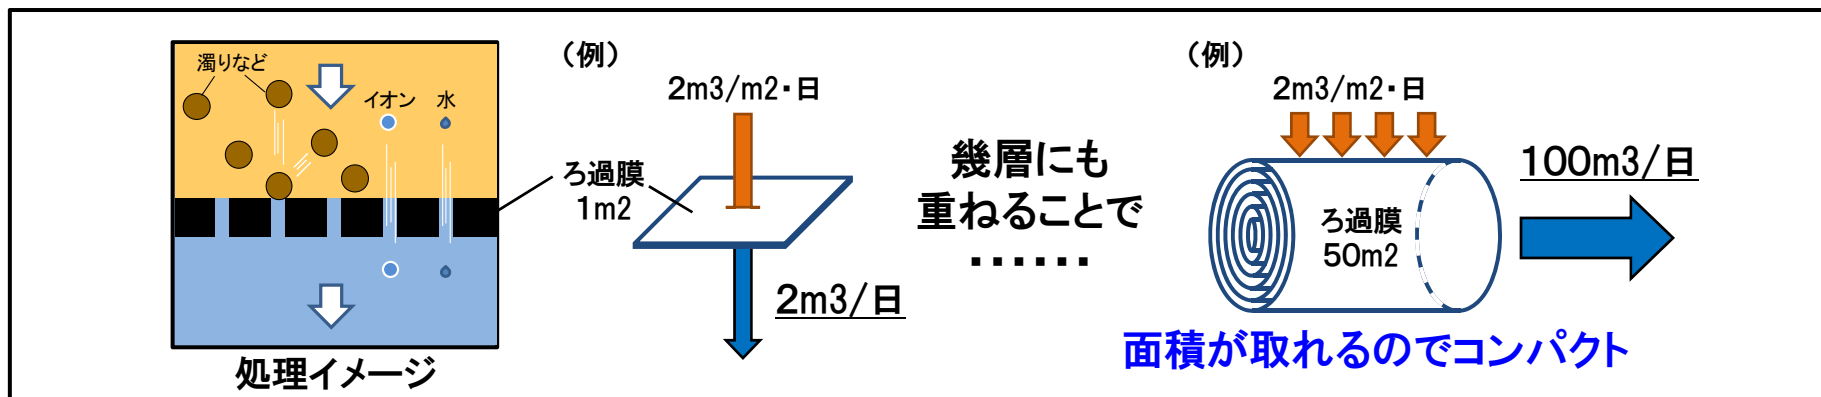 濁りなど
イオン
水
処理イメージ
(例)
2m3/m2・日
ろ過膜
1m2
2m3/日
幾層にも
重ねることで
・・・・・・
(例)
2m3/m2・日
ろ過膜
50m2
100m3/日
面積が取れるのでコンパクト